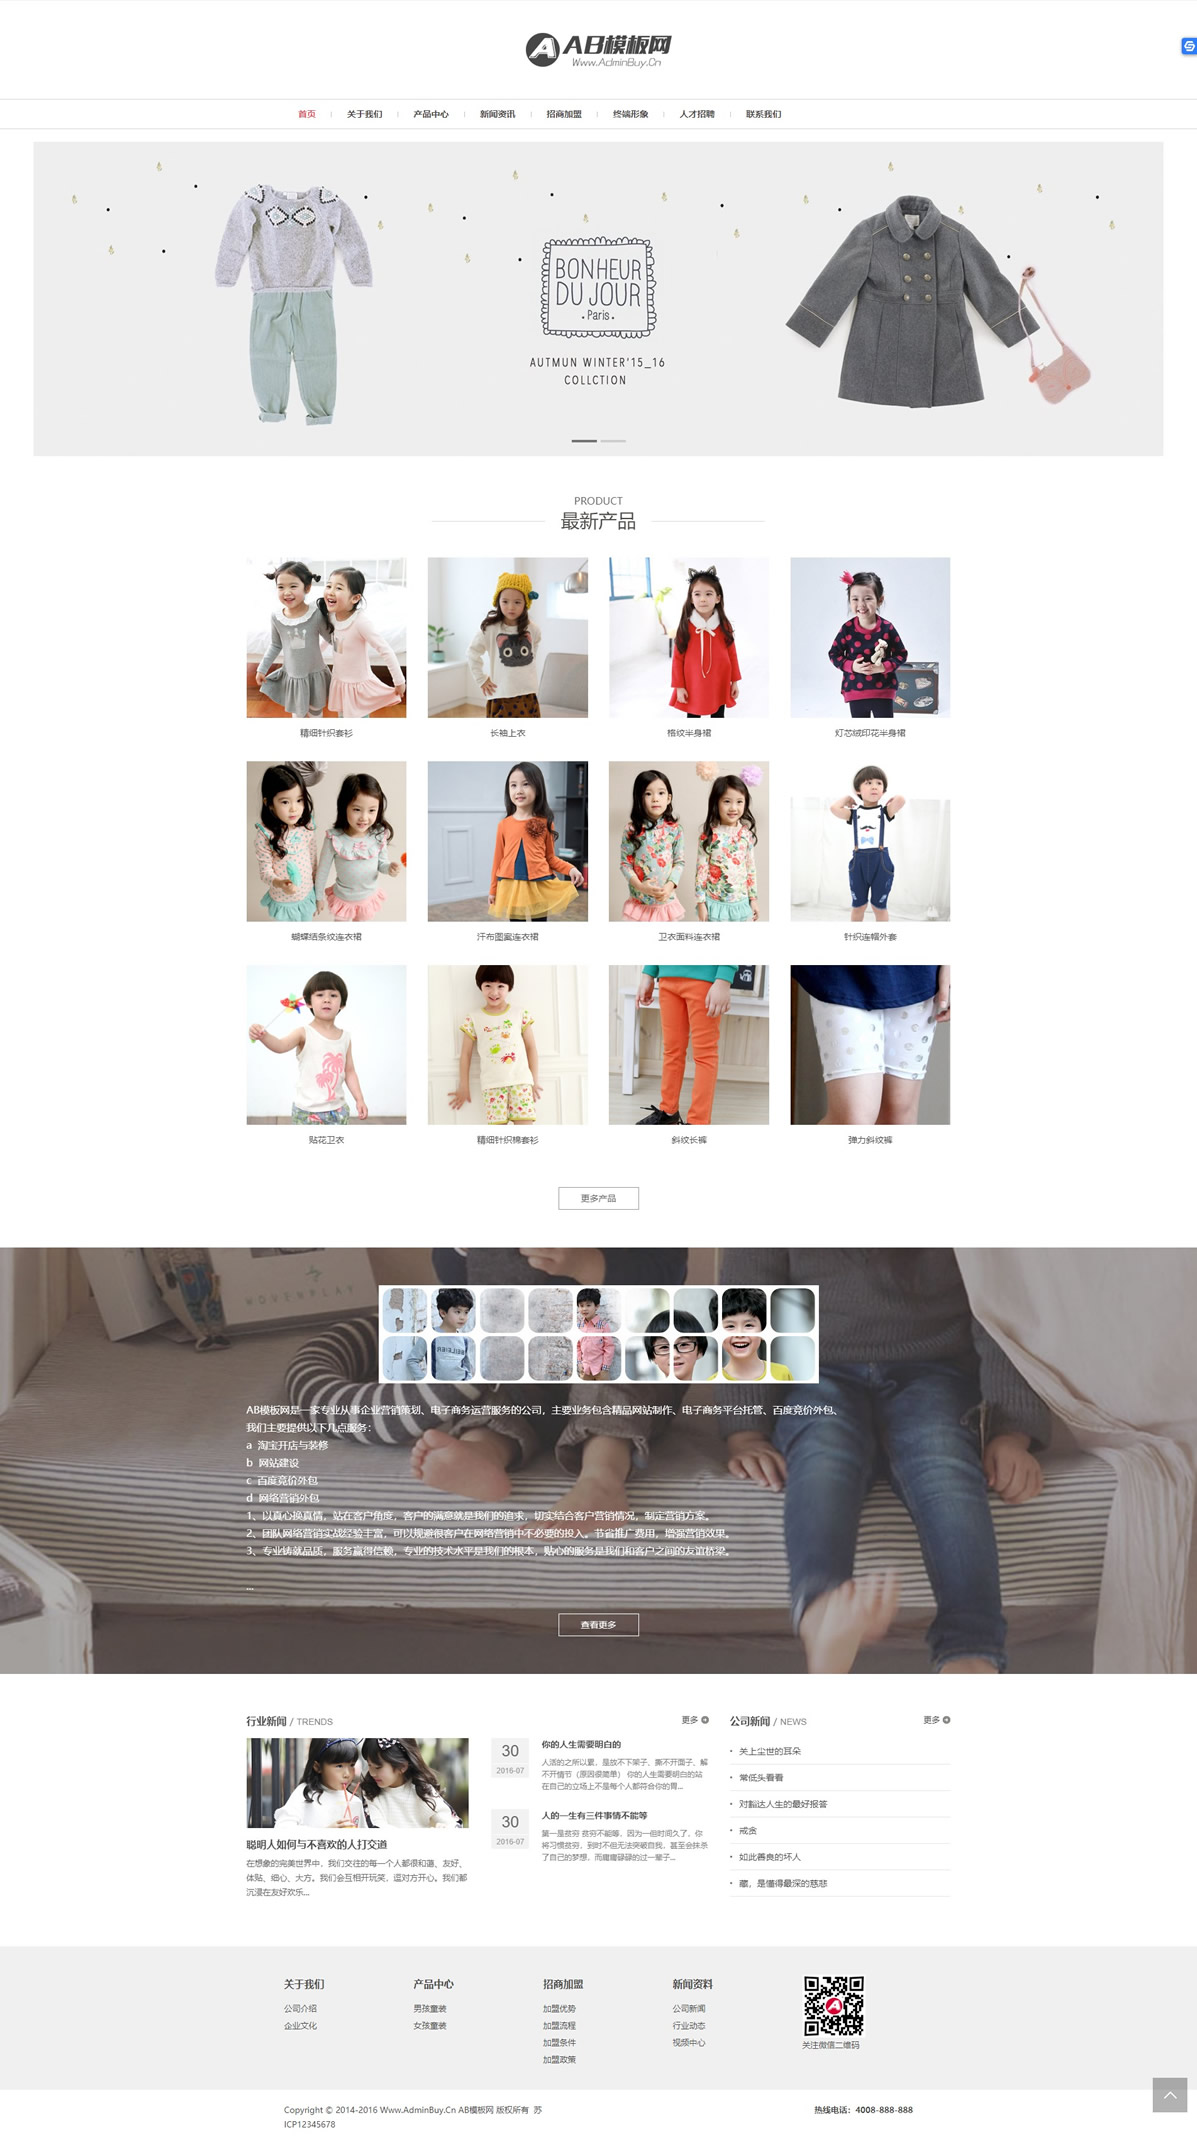 AB模板网
Www.AdminBuy.Cn
首页 关于我们 产品中心 新闻资讯 招商加盟 终端形象 人才招聘 联系我们
BONHEUR
DU JOUR
Paris
AUTMUN WINTER'15_16
COLLCTION
PRODUCT
最新产品
精细针织套衫 长袖上衣 格纹半身裙 灯芯绒印花半身裙
蝴蝶结条纹连衣裙 汗布图案连衣裙 卫衣面料连衣裙 针织连帽外套
贴花卫衣 精细针织棉套衫 斜纹长裤 弹力斜纹裤
更多产品
AB模板网是一家专业从事企业营销策划、电子商务运营服务的公司，主要业务包含精品网站制作、电子商务平台托管、百度竞价外包、
我们主要提供以下几点服务：
a 淘宝开店与装修
b 网站建设
c 百度竞价外包
d 网络营销外包
1、以真心换真情，站在客户角度，客户的满意就是我们的追求，切实结合客户营销情况，制定营销方案。
2、团队网络营销实战经验丰富，可以规避很客户在网络营销中不必要的投入。节省推广费用，增强营销效果。
3、专业铸就品质，服务赢得信赖，专业的技术水平是我们的根本，贴心的服务是我们和客户之间的友谊桥梁。
...
查看更多
行业新闻 / TRENDS 更多
聪明人如何与不喜欢的人打交道
在想象的完美世界中，我们交往的每一个人都很和蔼、友好、
体贴、细心、大方。我们会互相开玩笑，逗对方开心。我们都
沉浸在友好欢乐...
30
2016-07
你的人生需要明白的
人活的之所以累，是放不下架子、撕不开面子、解
不开情节（原因很简单） 你的人生需要明白的站
在自己的立场上不是每个人都符合你的胃...
30
2016-07
人的一生有三件事情不能等
第一是贫穷 贫穷不能等，因为一但时间久了，你
将习惯贫穷，到时不但无法突破自我，甚至会抹杀
了自己的梦想，而庸庸碌碌的过一辈子...
公司新闻 / NEWS 更多
关上尘世的耳朵
常低头看看
对豁达人生的最好报答
戒贪
如此善良的坏人
藏，是懂得最深的慈悲
关于我们
公司介绍
企业文化
产品中心
男孩童装
女孩童装
招商加盟
加盟优势
加盟流程
加盟条件
加盟政策
新闻资料
公司新闻
行业动态
视频中心
关注微信二维码
Copyright © 2014-2016 Www.AdminBuy.Cn AB模板网 版权所有 苏
ICP12345678
热线电话：4008-888-888